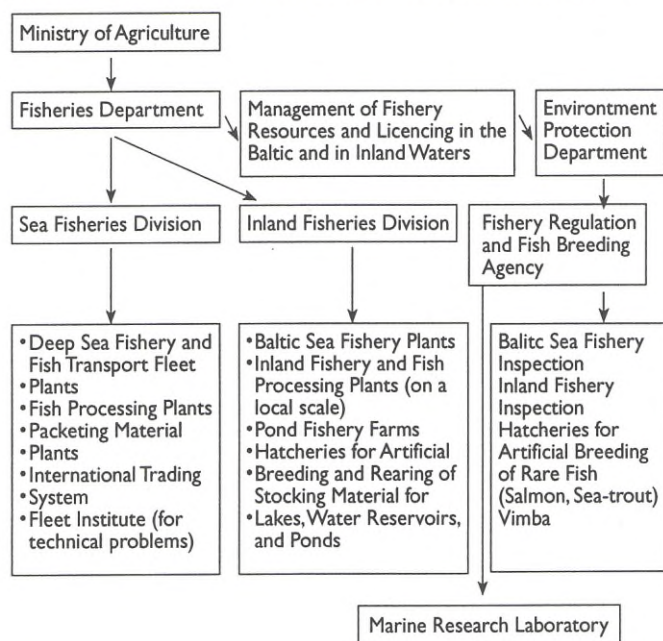 Ministry of Agriculture
Fisheries Department
Management of Fishery
Resources and Licencing in the
Baltic and in Inland Waters
Environtment
Protection
Department
Sea Fisheries Division
Inland Fisheries Division
Fishery Regulation
and Fish Breeding
Agency
•Deep Sea Fishery and
Fish Transport Fleet
•Plants
•Fish Processing Plants
•Packeting Material
•Plants
•International Trading
•System
•Fleet Institute (for
technical problems)
•Baltic Sea Fishery Plants
•Inland Fishery and Fish
Processing Plants (on a
local scale)
•Pond Fishery Farms
•Hatcheries for Artificial
•Breeding and Rearing of
Stocking Material for
•Lakes, Water Reservoirs,
and Ponds
Balitc Sea Fishery
Inspection
Inland Fishery
Inspection
Hatcheries for
Artificial Breeding
of Rare Fish
(Salmon, Sea-trout)
Vimba
Marine Research Laboratory